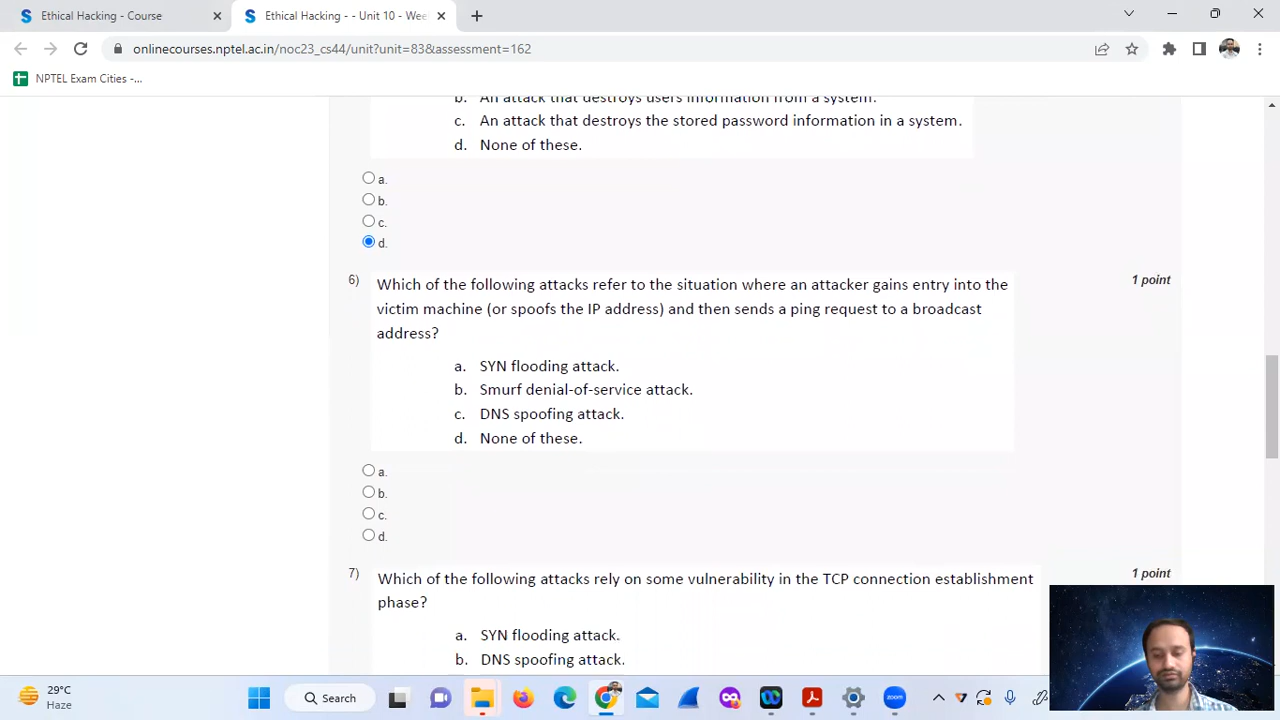 Ethical Hacking - Course
Ethical Hacking - - Unit 10 - Wee
onlinecourses.nptel.ac.in/noc23_cs44/unit?unit=83&assessment=162
NPTEL Exam Cities -...
b. An attack that destroys users information from a system.
c. An attack that destroys the stored password information in a system.
d. None of these.
a.
b.
c.
d.
6) Which of the following attacks refer to the situation where an attacker gains entry into the 1 point
victim machine (or spoofs the IP address) and then sends a ping request to a broadcast
address?
a. SYN flooding attack.
b. Smurf denial-of-service attack.
c. DNS spoofing attack.
d. None of these.
a.
b.
c.
d.
7) Which of the following attacks rely on some vulnerability in the TCP connection establishment 1 point
phase?
a. SYN flooding attack.
b. DNS spoofing attack.
29°C
Haze
Search
zoom